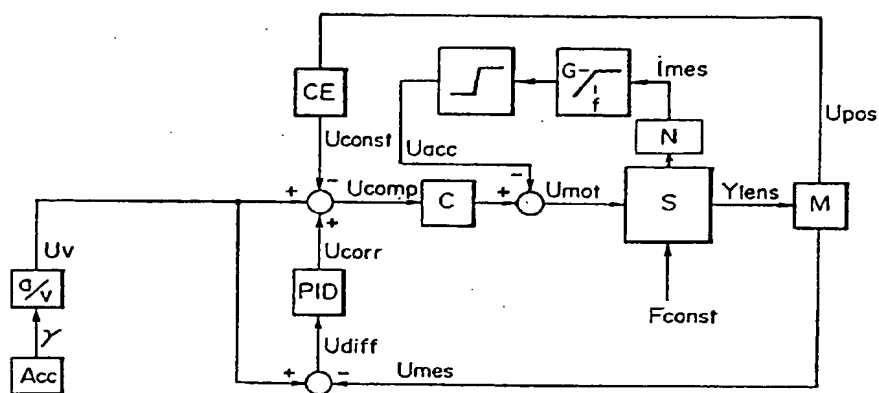 G
imes
CE
f
Upos
N
Uconst
Uacc
-
-
+
Ucomp
C
+
Umot
S
Ylens
M
+
Uv
Ucorr
a/v
PID
Fconst
γ
Udiff
Acc
+
-
Umes